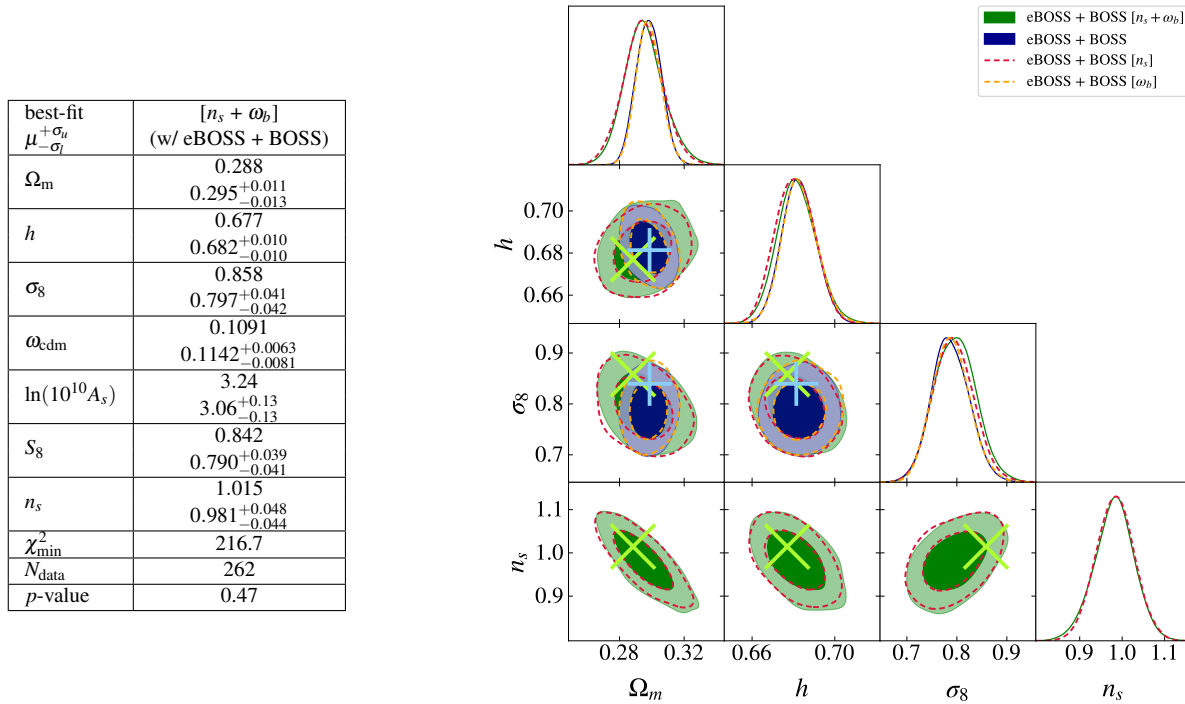 best-fit [n_s + ω_b]
μ^{+σ_u}_{−σ_l} (w/ eBOSS + BOSS)
Ω_m 0.288
0.295^{+0.011}_{−0.013}
h 0.677
0.682^{+0.010}_{−0.010}
σ_8 0.858
0.797^{+0.041}_{−0.042}
ω_cdm 0.1091
0.1142^{+0.0063}_{−0.0081}
ln(10^{10}A_s) 3.24
3.06^{+0.13}_{−0.13}
S_8 0.842
0.790^{+0.039}_{−0.041}
n_s 1.015
0.981^{+0.048}_{−0.044}
χ²_min 216.7
N_data 262
p-value 0.47
eBOSS + BOSS [n_s + ω_b]
eBOSS + BOSS
eBOSS + BOSS [n_s]
eBOSS + BOSS [ω_b]
0.70
0.68
0.66
h
0.9
0.8
0.7
σ_8
1.1
1.0
0.9
n_s
0.28 0.32 0.66 0.70 0.7 0.8 0.9 0.9 1.0 1.1
Ω_m h σ_8 n_s